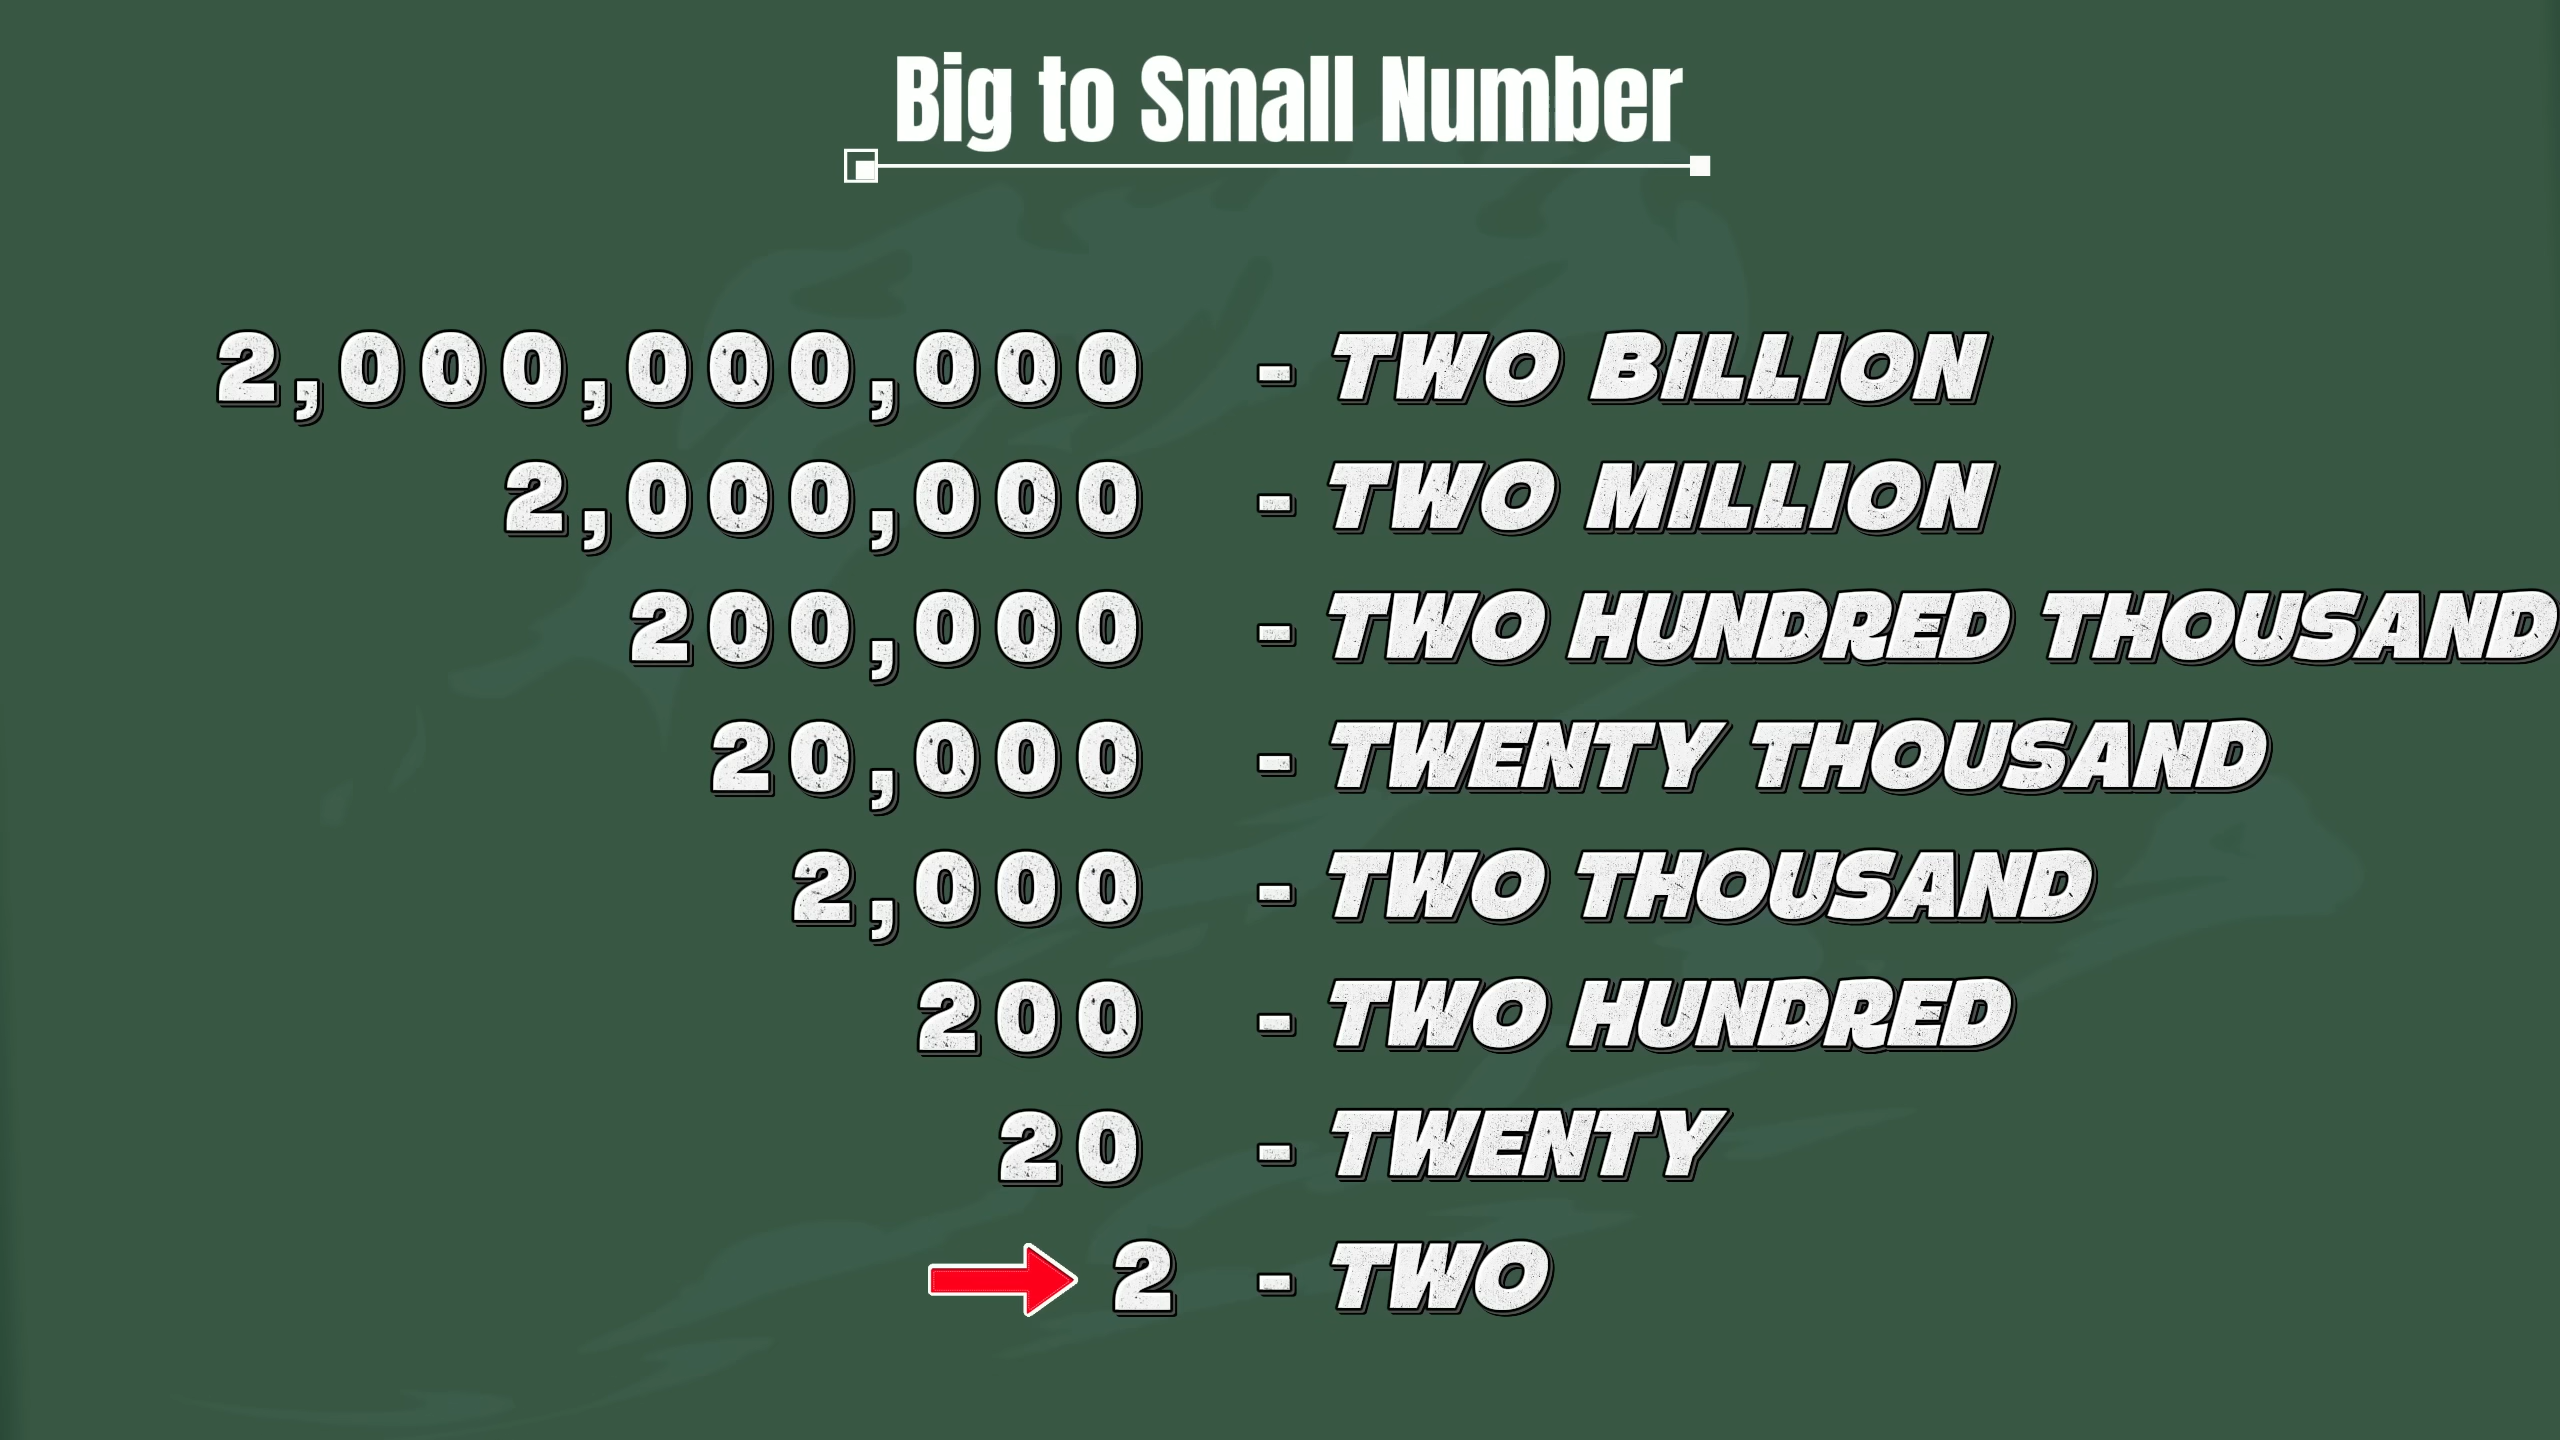 Big to Small Number
2,000,000,000 - TWO BILLION
2,000,000 - TWO MILLION
200,000 - TWO HUNDRED THOUSAND
20,000 - TWENTY THOUSAND
2,000 - TWO THOUSAND
200 - TWO HUNDRED
20 - TWENTY
2 - TWO